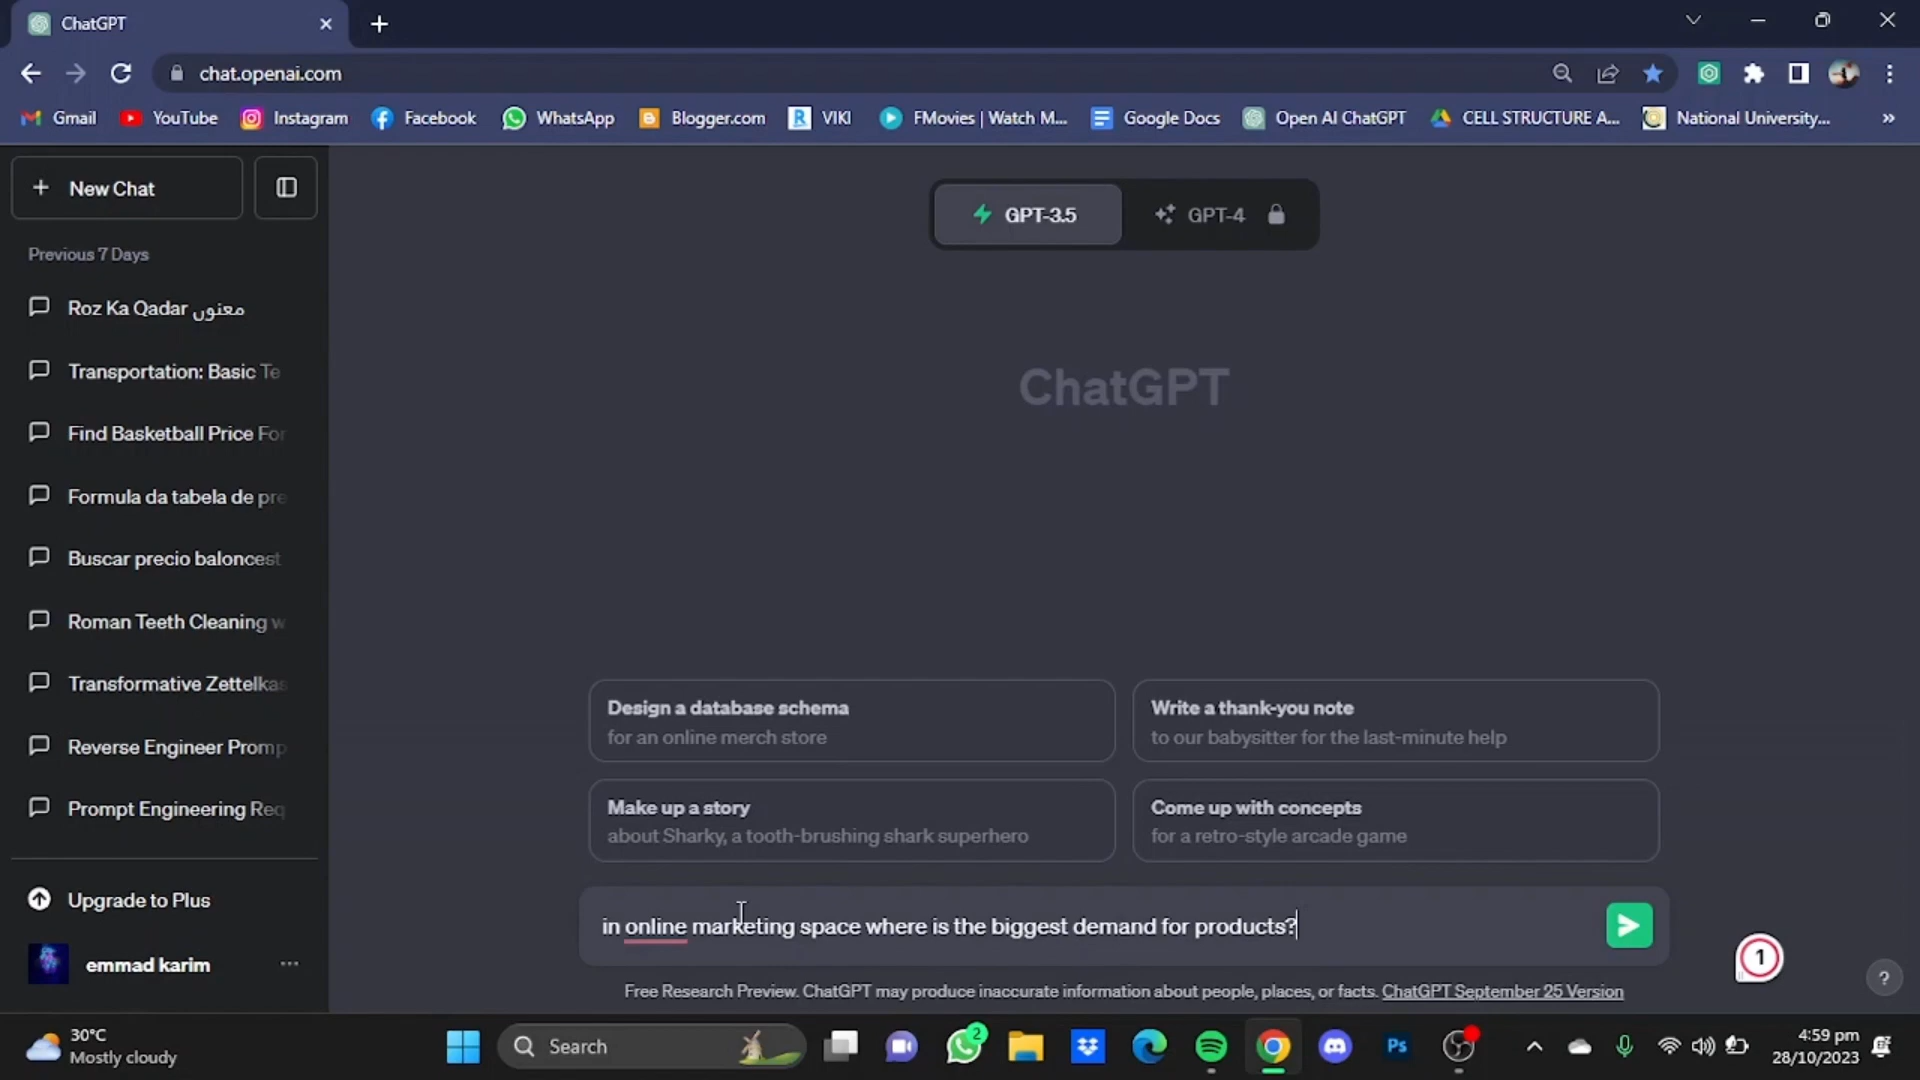 ChatGPT
chat.openai.com
Gmail
YouTube
Instagram
Facebook
WhatsApp
Blogger.com
VIKI
FMovies | Watch M...
Google Docs
Open AI ChatGPT
CELL STRUCTURE A...
National University...
»
+ New Chat
GPT-3.5
GPT-4
Previous 7 Days
Roz Ka Qadar معنوں
Transportation: Basic Te
Find Basketball Price For
Formula da tabela de pre
Buscar precio baloncest
Roman Teeth Cleaning w
Transformative Zettelkas
Reverse Engineer Promp
Prompt Engineering Req
Upgrade to Plus
emmad karim
...
ChatGPT
Design a database schema
for an online merch store
Write a thank-you note
to our babysitter for the last-minute help
Make up a story
about Sharky, a tooth-brushing shark superhero
Come up with concepts
for a retro-style arcade game
in online marketing space where is the biggest demand for products?
1
?
Free Research Preview. ChatGPT may produce inaccurate information about people, places, or facts. ChatGPT September 25 Version
30°C
Mostly cloudy
Search
2
Ps
4:59 pm
28/10/2023